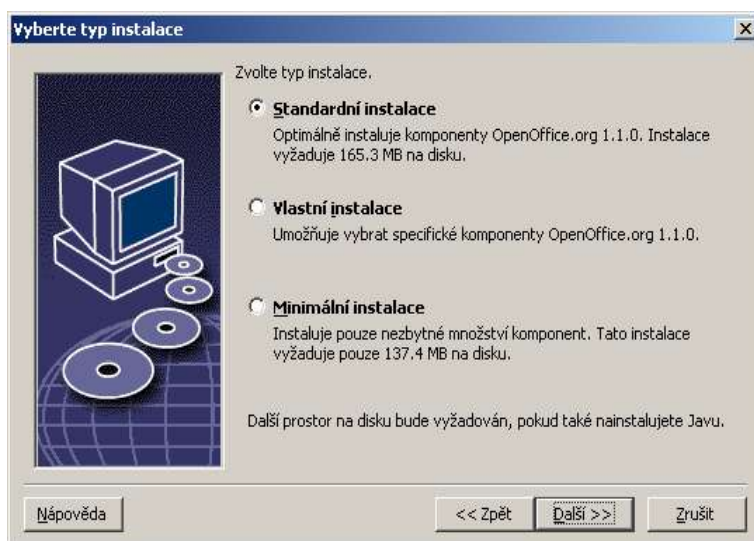 Vyberte typ instalace
Zvolte typ instalace.
Standardní instalace
Optimálně instaluje komponenty OpenOffice.org 1.1.0. Instalace
vyžaduje 165.3 MB na disku.
Vlastní instalace
Umožňuje vybrat specifické komponenty OpenOffice.org 1.1.0.
Minimální instalace
Instaluje pouze nezbytné množství komponent. Tato instalace
vyžaduje pouze 137.4 MB na disku.
Další prostor na disku bude vyžadován, pokud také nainstalujete Javu.
Nápověda
<< Zpět
Další >>
Zrušit